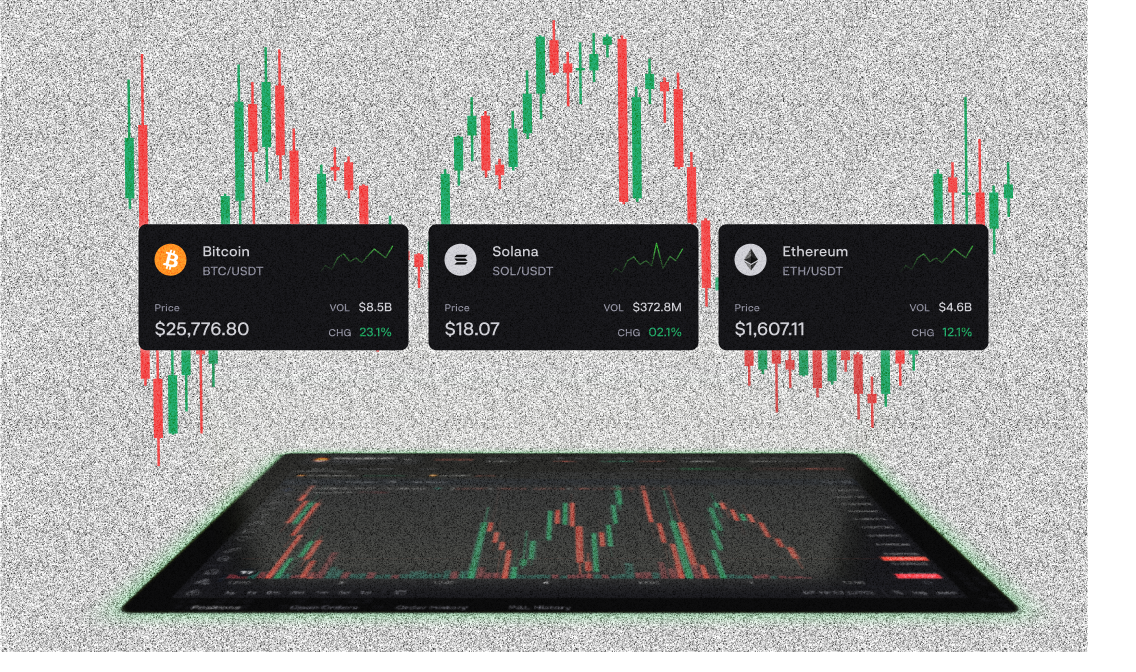 Bitcoin
BTC/USDT
Price
VOL $8.5B
$25,776.80
CHG 23.1%
Solana
SOL/USDT
Price
VOL $372.8M
$18.07
CHG 02.1%
Ethereum
ETH/USDT
Price
VOL $4.6B
$1,607.11
CHG 12.1%
Positions
Open Orders
Order History
P&L History